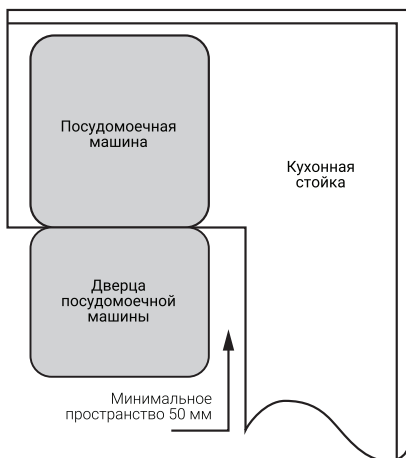 Посудомоечная
машина
Кухонная
стойка
Дверца
посудомоечной
машины
Минимальное
пространство 50 мм